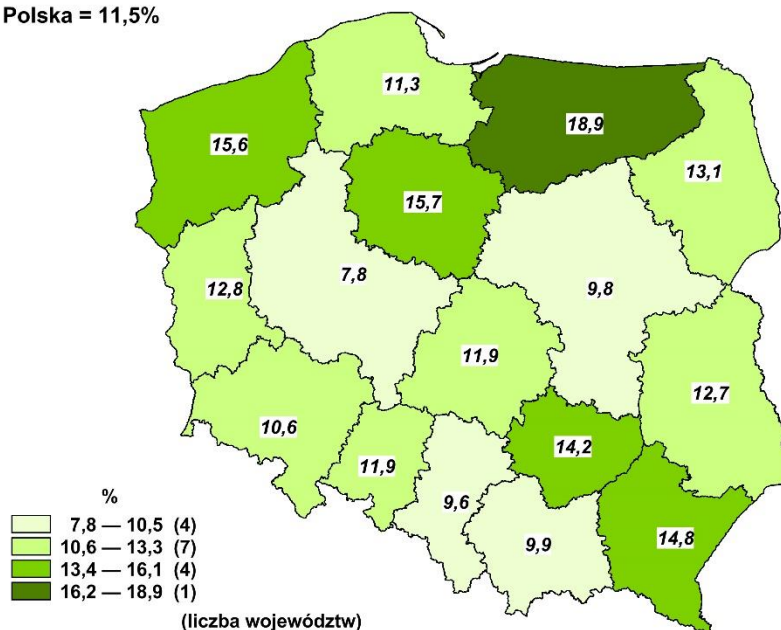 Polska = 11,5%
11,3
18,9
15,6
13,1
15,7
7,8
9,8
12,8
11,9
12,7
10,6
14,2
11,9
9,6
9,9
14,8
%
7,8 — 10,5 (4)
10,6 — 13,3 (7)
13,4 — 16,1 (4)
16,2 — 18,9 (1)
(liczba województw)